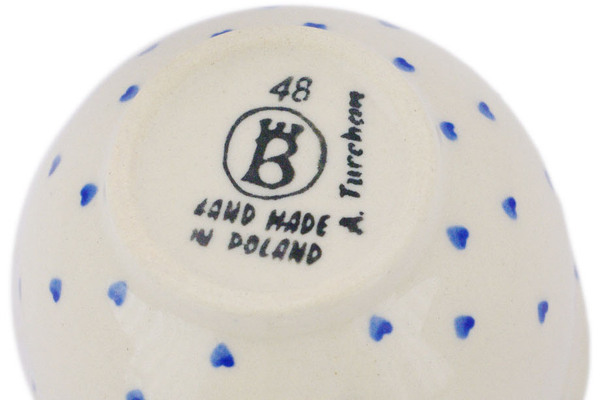 48
B
HAND MADE
IN POLAND
A. Turchan